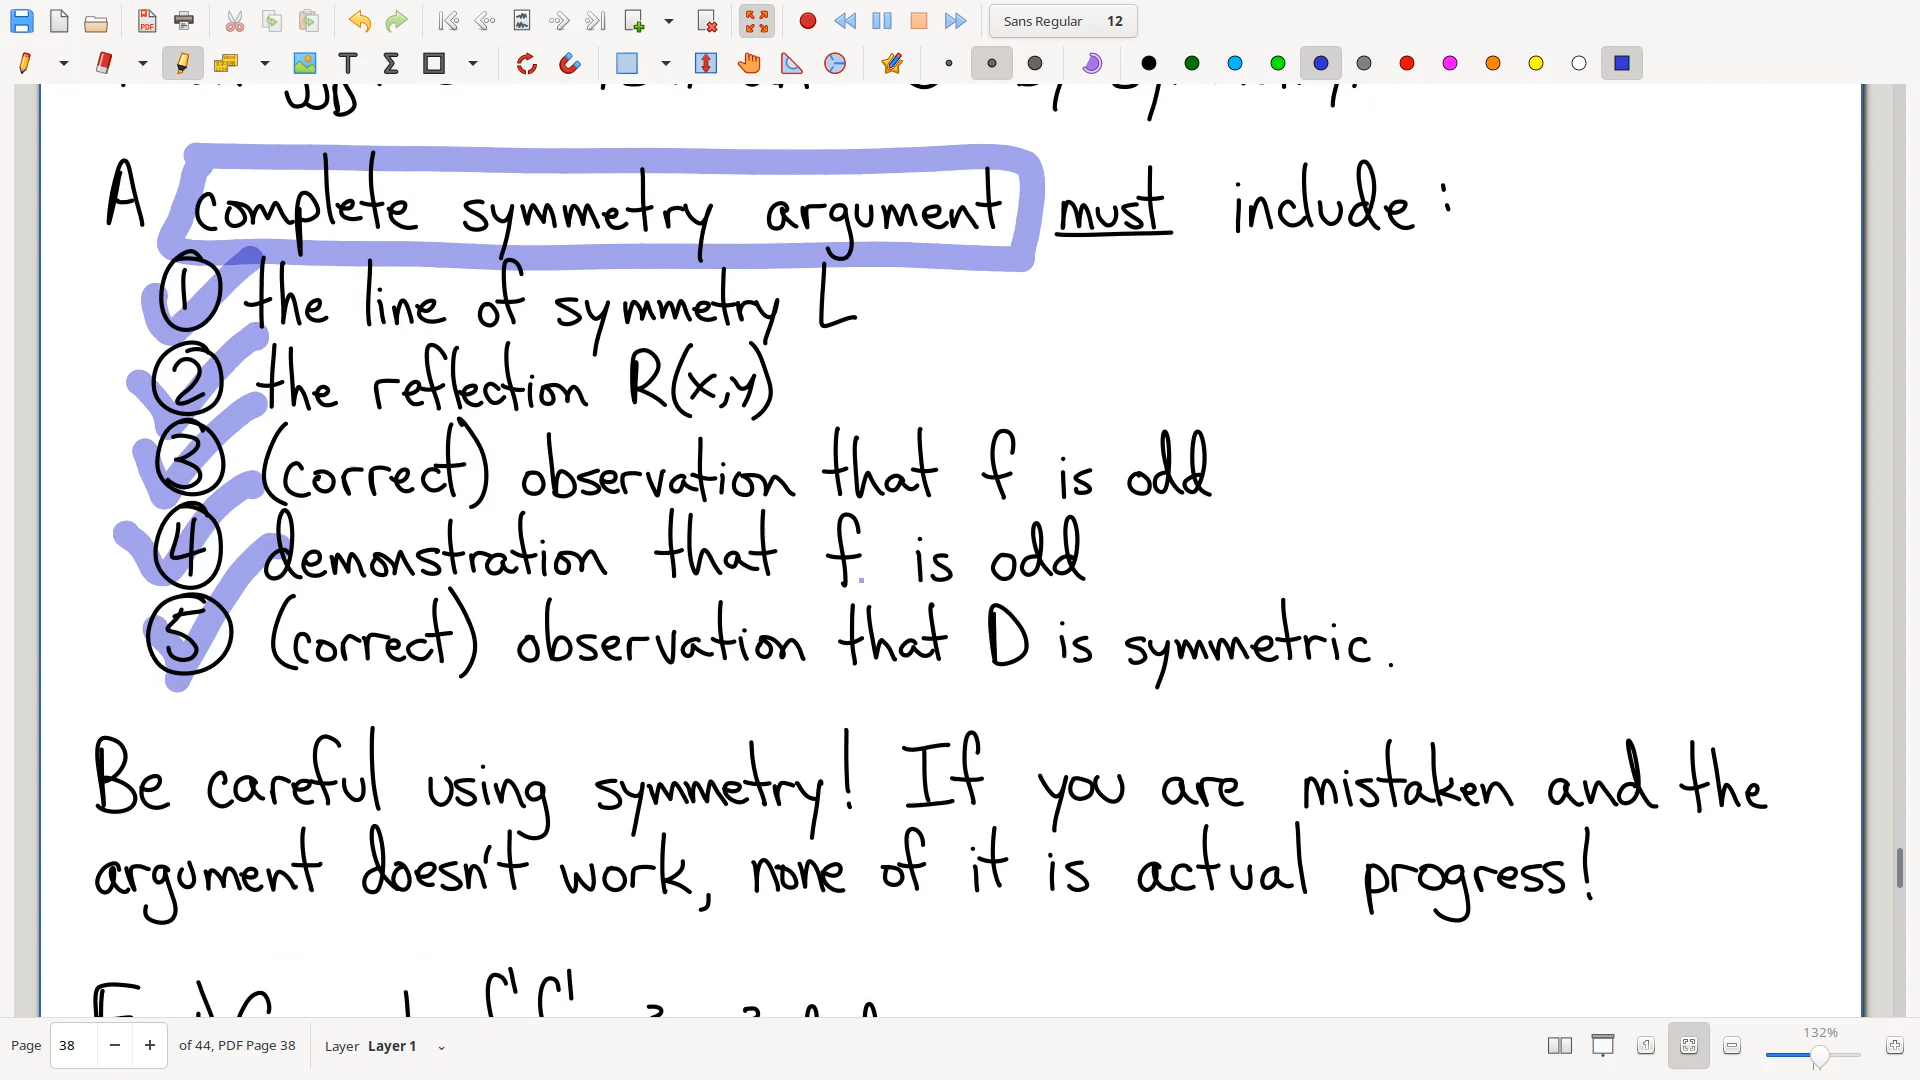 Sans Regular 12
A complete symmetry argument must include:
① the line of symmetry L
② the reflection R(x,y)
③ (correct) observation that f is odd
④ demonstration that f is odd
⑤ (correct) observation that D is symmetric.
Be careful using symmetry! If you are mistaken and the
argument doesn't work, none of it is actual progress!
Page 38 of 44, PDF Page 38 Layer Layer 1 132%